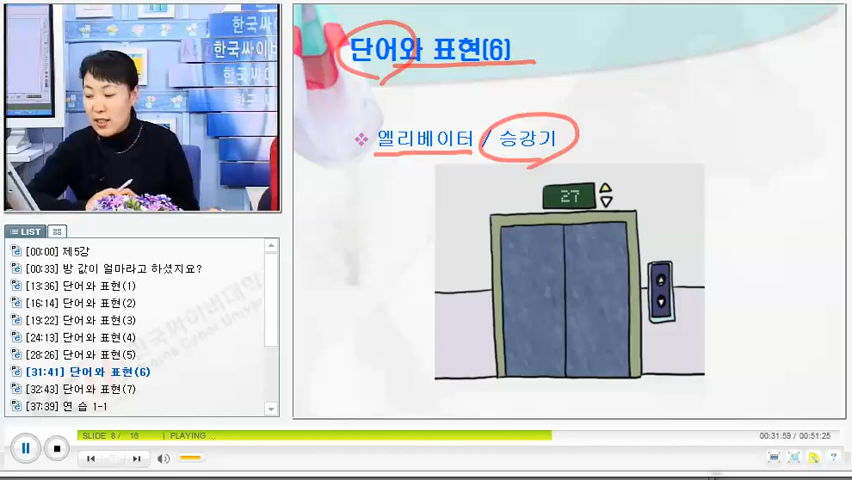 한국싸이
한국싸이버
한국싸이버대
단어와 표현(6)
엘리베이터 / 승강기
27
LIST
[00:00] 제5강
[00:33] 방 값이 얼마라고 하셨지요?
[13:36] 단어와 표현(1)
[16:14] 단어와 표현(2)
[19:22] 단어와 표현(3)
[24:13] 단어와 표현(4)
[28:26] 단어와 표현(5)
[31:41] 단어와 표현(6)
[32:43] 단어와 표현(7)
[37:39] 연 습 1-1
SLIDE 8 / 16 PLAYING ...
00:31:59 / 00:51:25